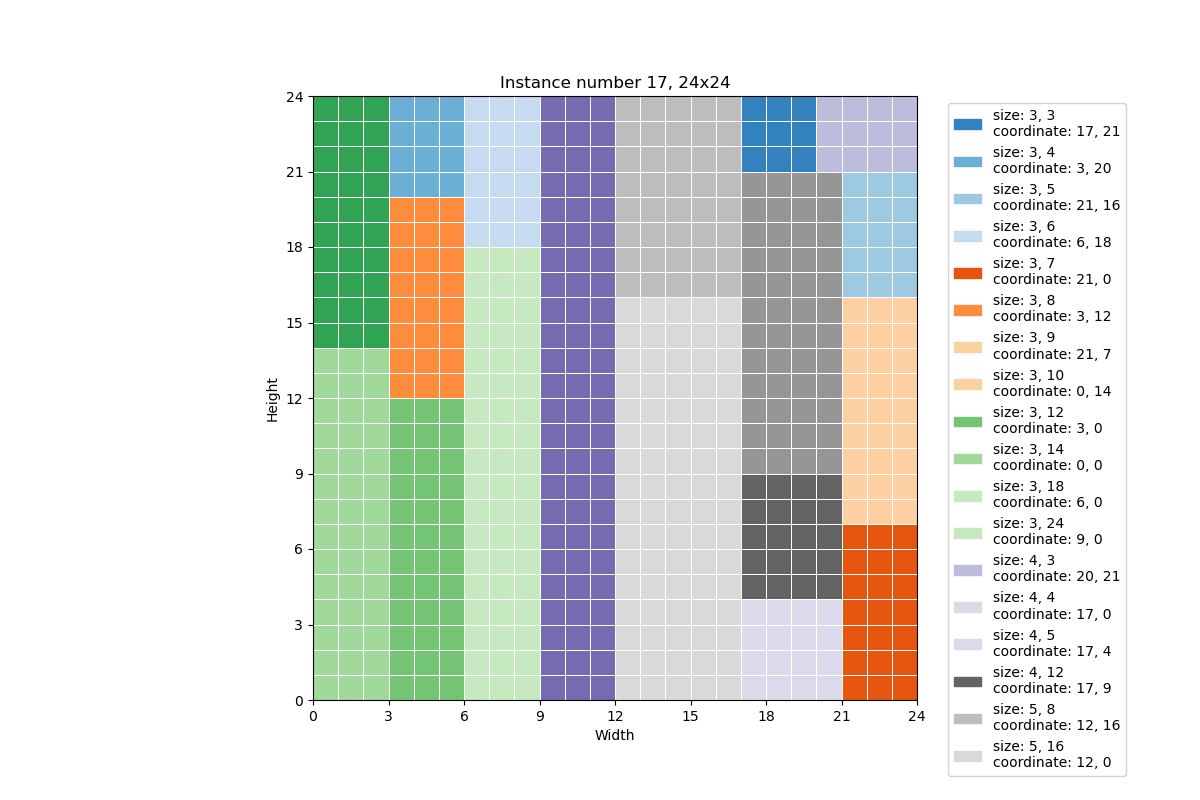 Instance number 17, 24x24
24
21
18
15
12
9
6
3
0
Height
0 3 6 9 12 15 18 21 24
Width
size: 3, 3
coordinate: 17, 21
size: 3, 4
coordinate: 3, 20
size: 3, 5
coordinate: 21, 16
size: 3, 6
coordinate: 6, 18
size: 3, 7
coordinate: 21, 0
size: 3, 8
coordinate: 3, 12
size: 3, 9
coordinate: 21, 7
size: 3, 10
coordinate: 0, 14
size: 3, 12
coordinate: 3, 0
size: 3, 14
coordinate: 0, 0
size: 3, 18
coordinate: 6, 0
size: 3, 24
coordinate: 9, 0
size: 4, 3
coordinate: 20, 21
size: 4, 4
coordinate: 17, 0
size: 4, 5
coordinate: 17, 4
size: 4, 12
coordinate: 17, 9
size: 5, 8
coordinate: 12, 16
size: 5, 16
coordinate: 12, 0